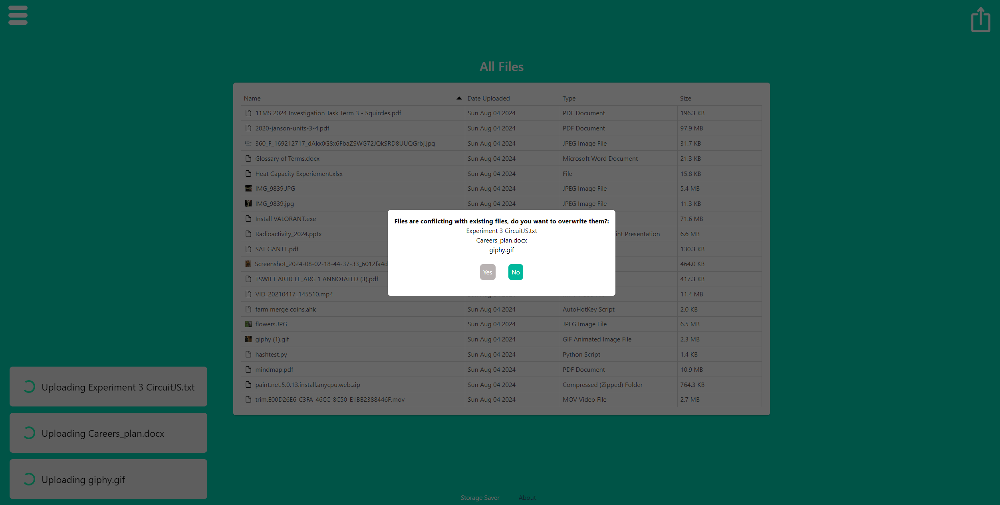 All Files
Name Date Uploaded Type Size
11MS 2024 Investigation Task Term 3 - Squircles.pdf Sun Aug 04 2024 PDF Document 196.3 KB
2020-janson-units-3-4.pdf Sun Aug 04 2024 PDF Document 97.9 MB
360_F_169212717_dAkx0G8x6FbaZSWG72JQkSRD8UUQGrbj.jpg Sun Aug 04 2024 JPEG Image File 31.7 KB
Glossary of Terms.docx Sun Aug 04 2024 Microsoft Word Document 21.3 KB
Heat Capacity Experiement.xlsx Sun Aug 04 2024 File 15.8 KB
IMG_9839.JPG Sun Aug 04 2024 JPEG Image File 5.4 MB
IMG_9839.jpg Sun Aug 04 2024 JPEG Image File 11.3 KB
Install VALORANT.exe 71.6 MB
Radioactivity_2024.pptx int Presentation 6.6 MB
SAT GANTT.pdf 130.3 KB
Screenshot_2024-08-02-18-44-37-33_6012fa4d 464.0 KB
TSWIFT ARTICLE_ARG 1 ANNOTATED (3).pdf 417.3 KB
VID_20210417_145510.mp4 11.4 MB
farm merge coins.ahk Sun Aug 04 2024 AutoHotKey Script 2.0 KB
flowers.JPG Sun Aug 04 2024 JPEG Image File 6.5 MB
giphy (1).gif Sun Aug 04 2024 GIF Animated Image File 2.3 MB
hashtest.py Sun Aug 04 2024 Python Script 1.4 KB
mindmap.pdf Sun Aug 04 2024 PDF Document 10.9 MB
paint.net.5.0.13.install.anycpu.web.zip Sun Aug 04 2024 Compressed (Zipped) Folder 764.3 KB
trim.E00D26E6-C3FA-46CC-8C50-E1BB2388446F.mov Sun Aug 04 2024 MOV Video File 2.7 MB
Files are conflicting with existing files, do you want to overwrite them?:
Experiment 3 CircuitJS.txt
Careers_plan.docx
giphy.gif
Yes No
Uploading Experiment 3 CircuitJS.txt
Uploading Careers_plan.docx
Uploading giphy.gif
Storage Saver About